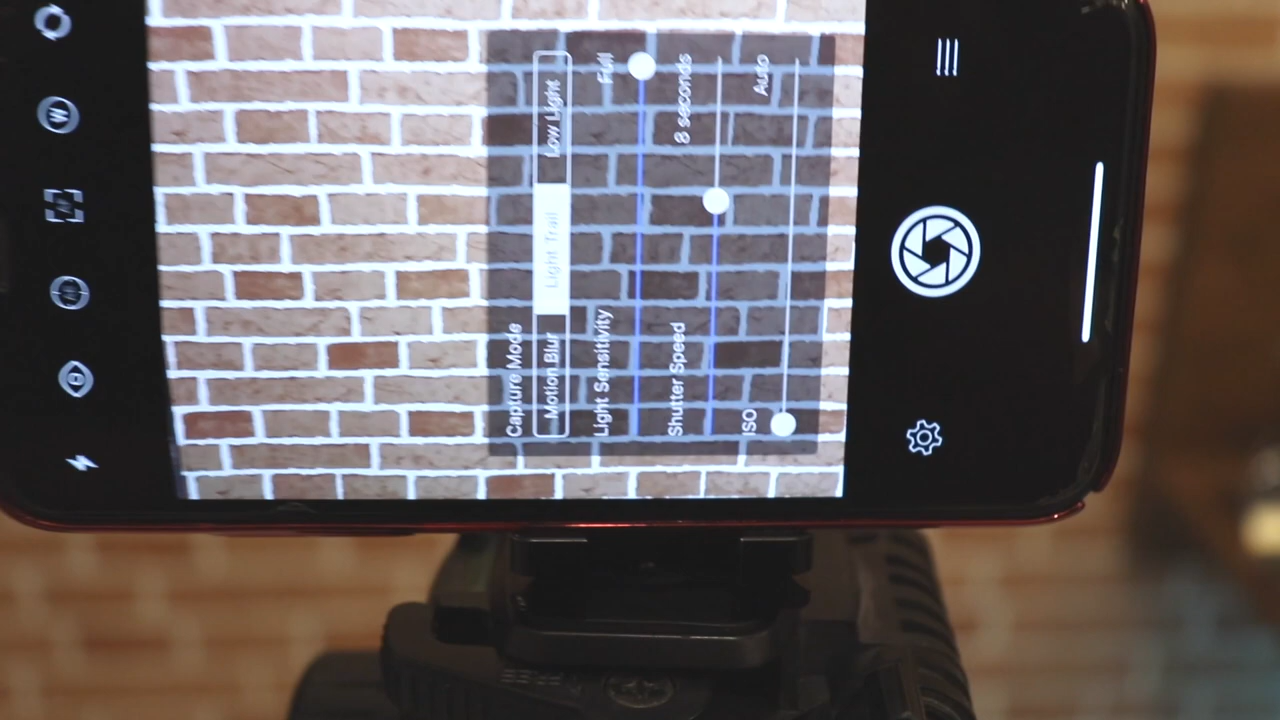 Capture Mode
Motion Blur Light Trail Low Light
Light Sensitivity Full
Shutter Speed 8 seconds
ISO Auto